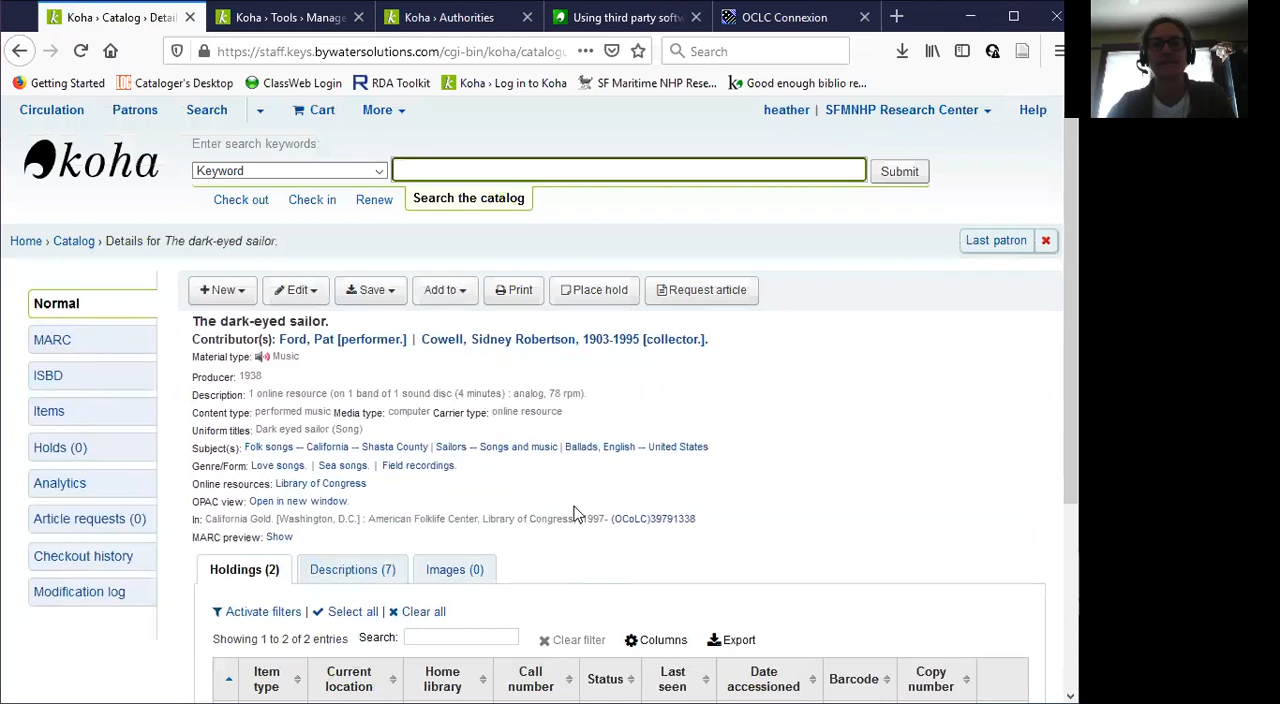 Koha › Catalog › Detai
Koha › Tools › Manage
Koha › Authorities
Using third party softw
OCLC Connexion
https://staff.keys.bywatersolutions.com/cgi-bin/koha/catalogu
Search
Getting Started
Cataloger's Desktop
ClassWeb Login
RDA Toolkit
Koha › Log in to Koha
SF Maritime NHP Rese...
Good enough biblio re...
Circulation
Patrons
Search
Cart
More
heather | SFMNHP Research Center
Help
koha
Enter search keywords:
Keyword
Submit
Check out
Check in
Renew
Search the catalog
Home › Catalog › Details for The dark-eyed sailor.
Last patron
+ New
Edit
Save
Add to
Print
Place hold
Request article
Normal
MARC
ISBD
Items
Holds (0)
Analytics
Article requests (0)
Checkout history
Modification log
The dark-eyed sailor.
Contributor(s): Ford, Pat [performer.] | Cowell, Sidney Robertson, 1903-1995 [collector.].
Material type: Music
Producer: 1938
Description: 1 online resource (on 1 band of 1 sound disc (4 minutes) : analog, 78 rpm).
Content type: performed music Media type: computer Carrier type: online resource
Uniform titles: Dark eyed sailor (Song)
Subject(s): Folk songs -- California -- Shasta County | Sailors -- Songs and music | Ballads, English -- United States
Genre/Form: Love songs. | Sea songs. | Field recordings.
Online resources: Library of Congress
OPAC view: Open in new window.
In: California Gold. [Washington, D.C.] : American Folklife Center, Library of Congress, 1997- (OCoLC)39791338
MARC preview: Show
Holdings (2)
Descriptions (7)
Images (0)
Activate filters | Select all | Clear all
Showing 1 to 2 of 2 entries
Search:
Clear filter
Columns
Export
Item type
Current location
Home library
Call number
Status
Last seen
Date accessioned
Barcode
Copy number